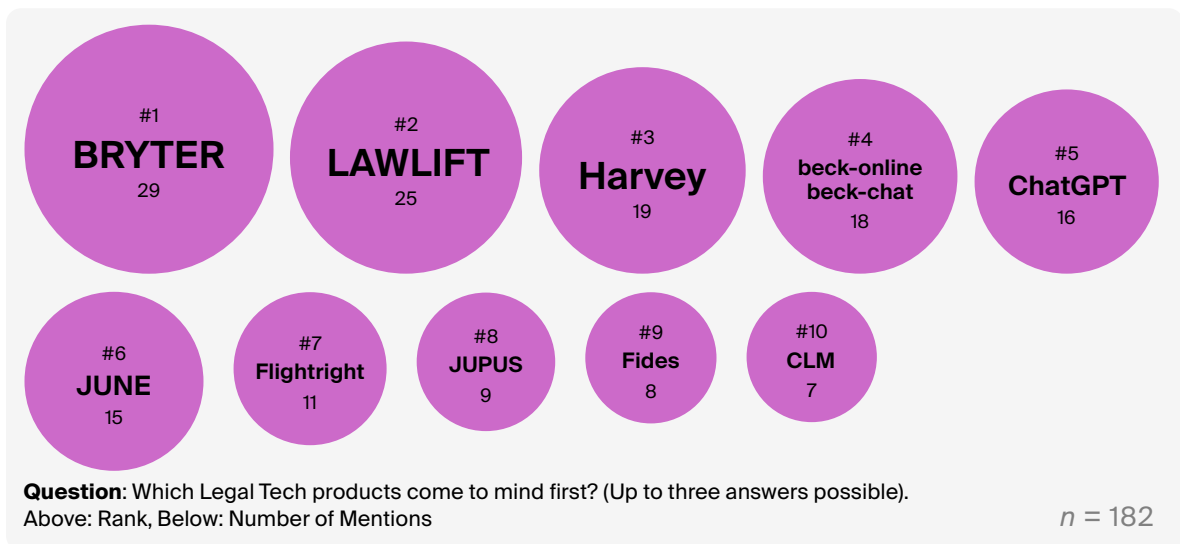 #1
BRYTER
29
#2
LAWLIFT
25
#3
Harvey
19
#4
beck-online
beck-chat
18
#5
ChatGPT
16
#6
JUNE
15
#7
Flightright
11
#8
JUPUS
9
#9
Fides
8
#10
CLM
7
Question: Which Legal Tech products come to mind first? (Up to three answers possible).
Above: Rank, Below: Number of Mentions
n = 182